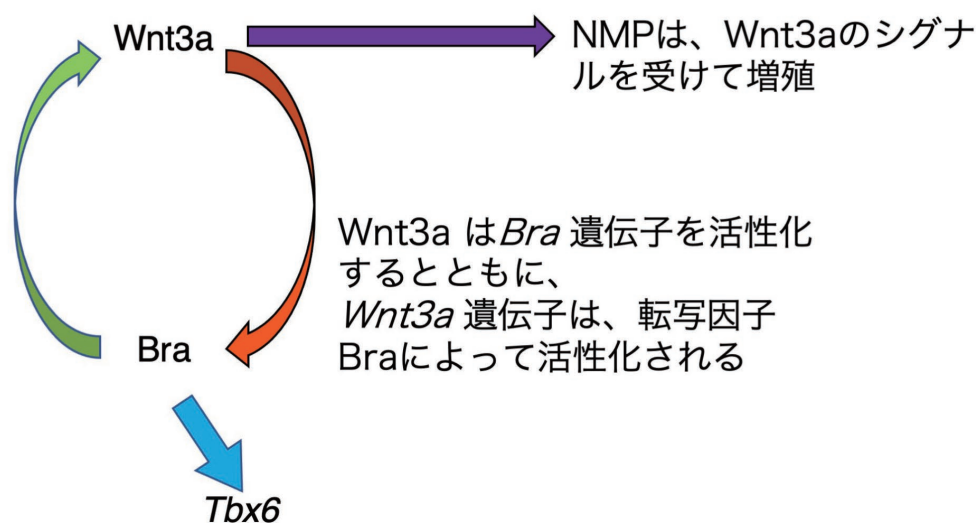 Wnt3a
NMPは、Wnt3aのシグナ
ルを受けて増殖
Wnt3a はBra 遺伝子を活性化
するとともに、
Wnt3a 遺伝子は、転写因子
Braによって活性化される
Bra
Tbx6